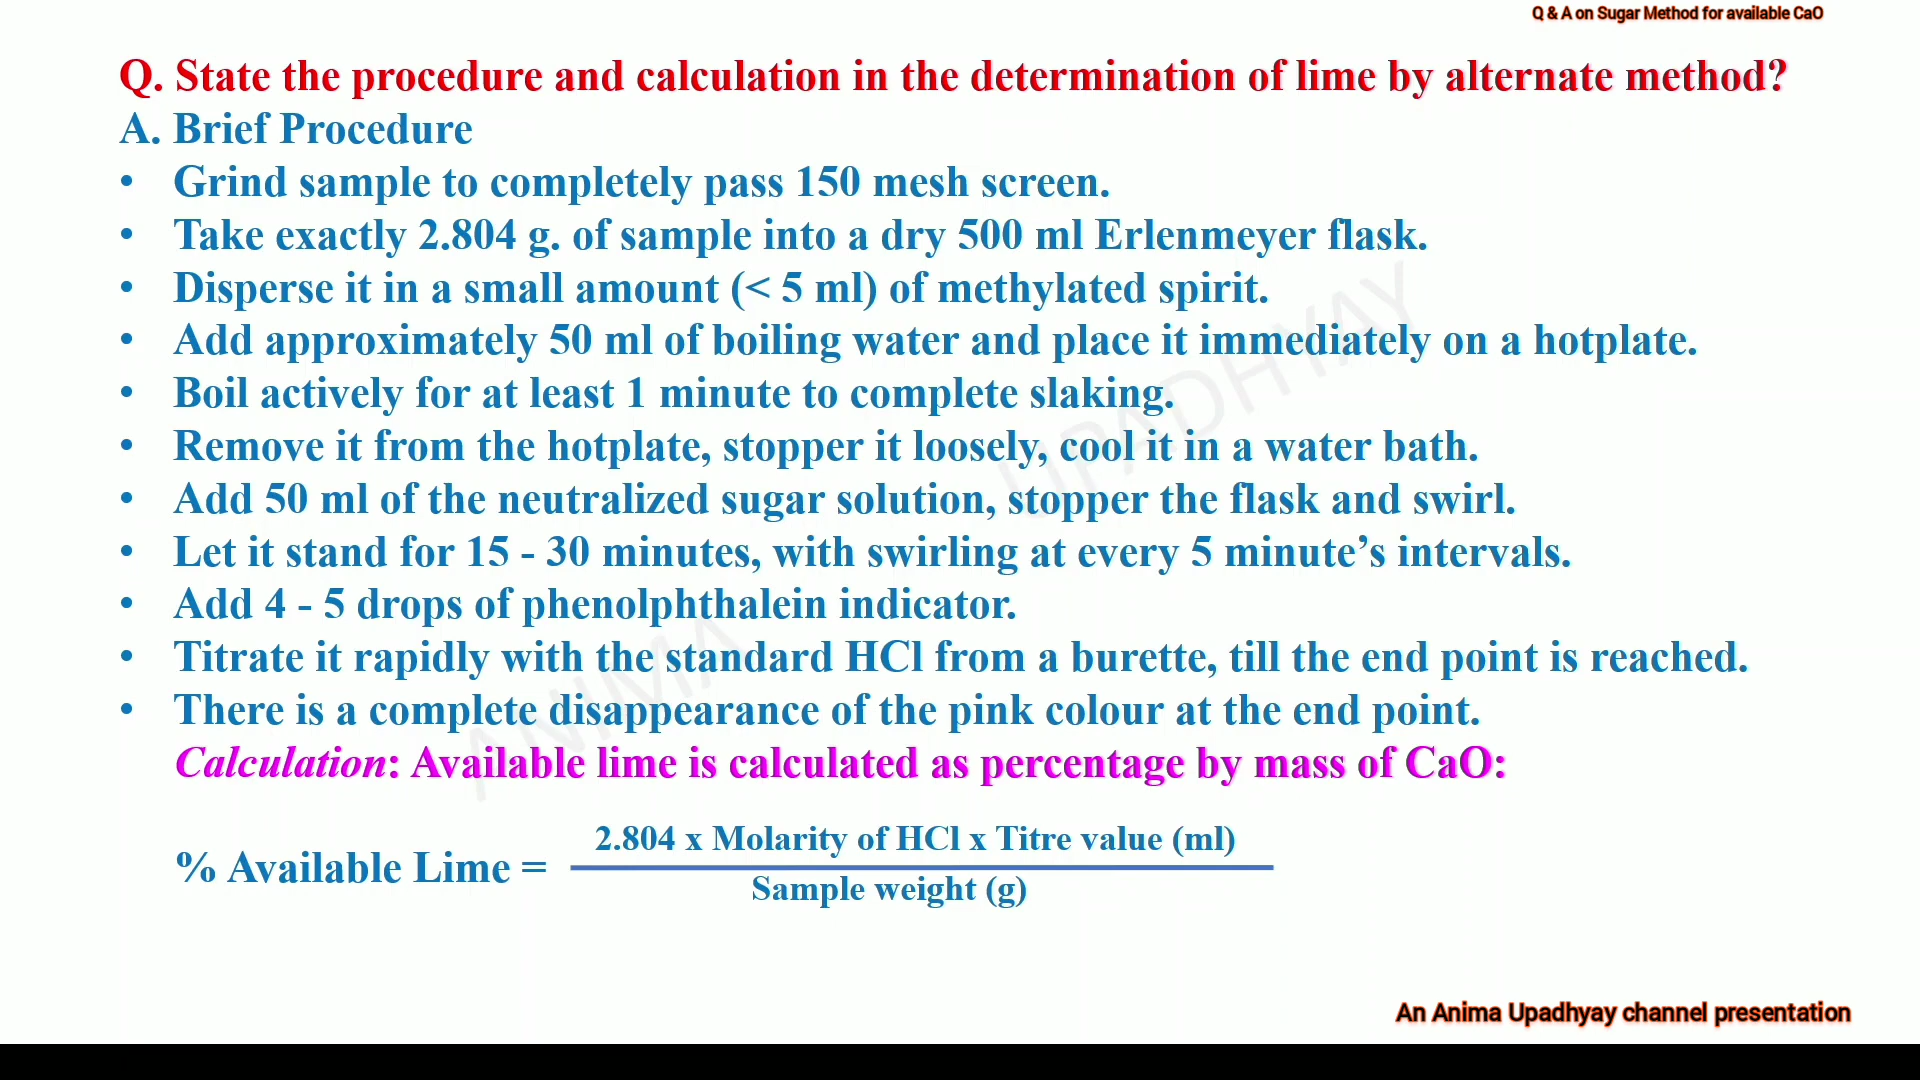 Q & A on Sugar Method for available CaO
Q. State the procedure and calculation in the determination of lime by alternate method?
A. Brief Procedure
• Grind sample to completely pass 150 mesh screen.
• Take exactly 2.804 g. of sample into a dry 500 ml Erlenmeyer flask.
• Disperse it in a small amount (< 5 ml) of methylated spirit.
• Add approximately 50 ml of boiling water and place it immediately on a hotplate.
• Boil actively for at least 1 minute to complete slaking.
• Remove it from the hotplate, stopper it loosely, cool it in a water bath.
• Add 50 ml of the neutralized sugar solution, stopper the flask and swirl.
• Let it stand for 15 - 30 minutes, with swirling at every 5 minute’s intervals.
• Add 4 - 5 drops of phenolphthalein indicator.
• Titrate it rapidly with the standard HCl from a burette, till the end point is reached.
• There is a complete disappearance of the pink colour at the end point.
Calculation: Available lime is calculated as percentage by mass of CaO:
2.804 x Molarity of HCl x Titre value (ml)
% Available Lime =
Sample weight (g)
ANIMA UPADHYAY
An Anima Upadhyay channel presentation